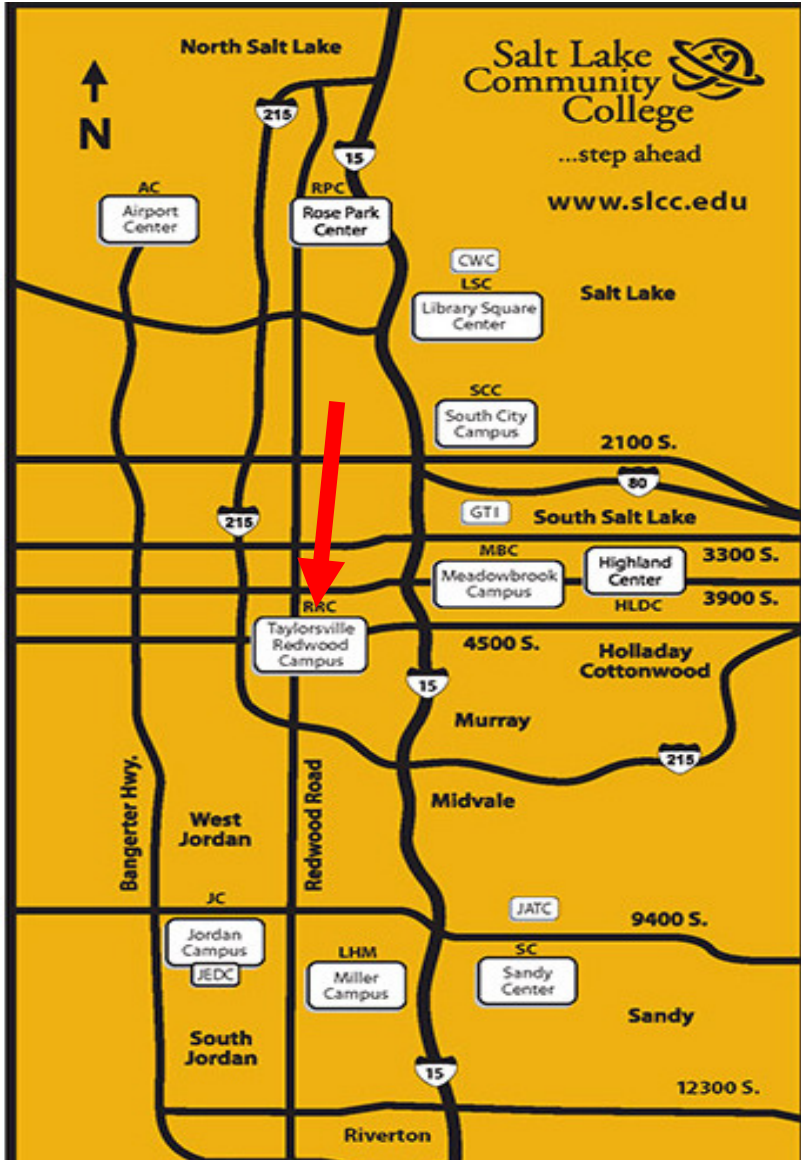 North Salt Lake
Salt Lake
Community
College
...step ahead
www.slcc.edu
N
215
15
AC
Airport
Center
RPC
Rose Park
Center
CWC
LSC
Library Square
Center
Salt Lake
SCC
South City
Campus
2100 S.
80
215
GTI
South Salt Lake
3300 S.
MBC
Meadowbrook
Campus
Highland
Center
HLDC
3900 S.
RRC
Taylorsville
Redwood
Campus
4500 S.
Holladay
Cottonwood
15
Murray
215
Midvale
Bangerter Hwy.
West
Jordan
Redwood Road
JC
Jordan
Campus
JEDC
LHM
Miller
Campus
JATC
9400 S.
SC
Sandy
Center
Sandy
South
Jordan
15
12300 S.
Riverton